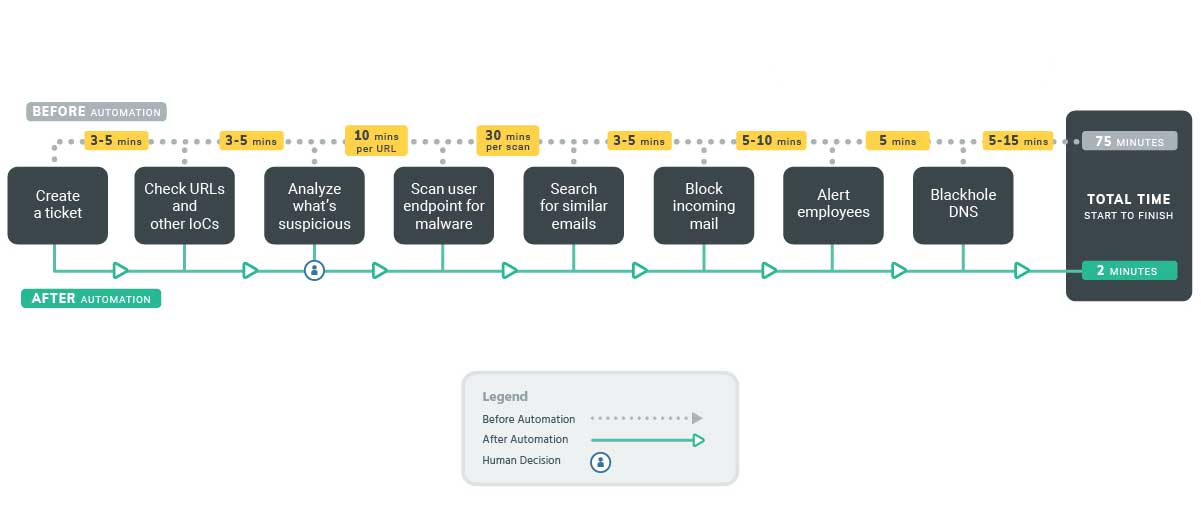 BEFORE AUTOMATION
3-5 mins
3-5 mins
10 mins
per URL
30 mins
per scan
3-5 mins
5-10 mins
5 mins
5-15 mins
75 MINUTES
Create
a ticket
Check URLs
and
other IoCs
Analyze
what's
suspicious
Scan user
endpoint for
malware
Search
for similar
emails
Block
incoming
mail
Alert
employees
Blackhole
DNS
TOTAL TIME
START TO FINISH
2 MINUTES
AFTER AUTOMATION
Legend
Before Automation
After Automation
Human Decision